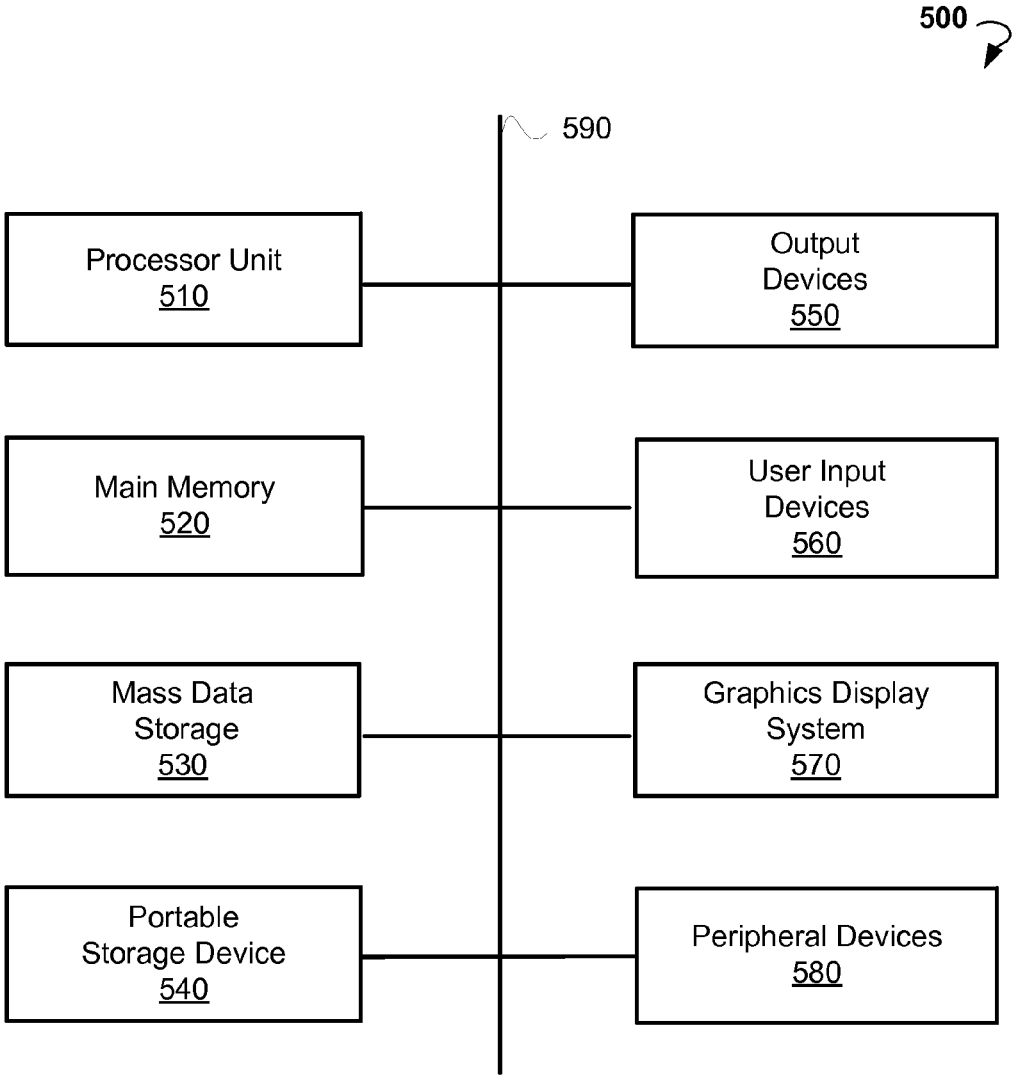 500
590
Processor Unit
510
Output
Devices
550
Main Memory
520
User Input
Devices
560
Mass Data
Storage
530
Graphics Display
System
570
Portable
Storage Device
540
Peripheral Devices
580